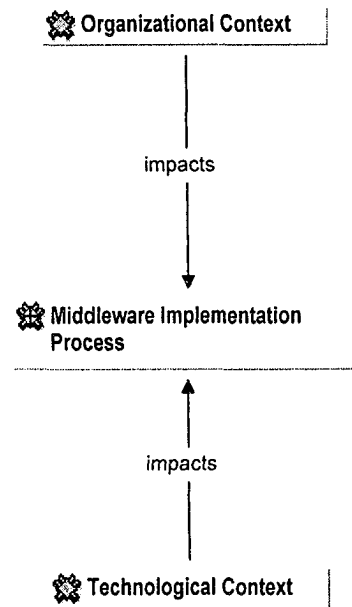 Organizational Context
impacts
Middleware Implementation
Process
impacts
Technological Context